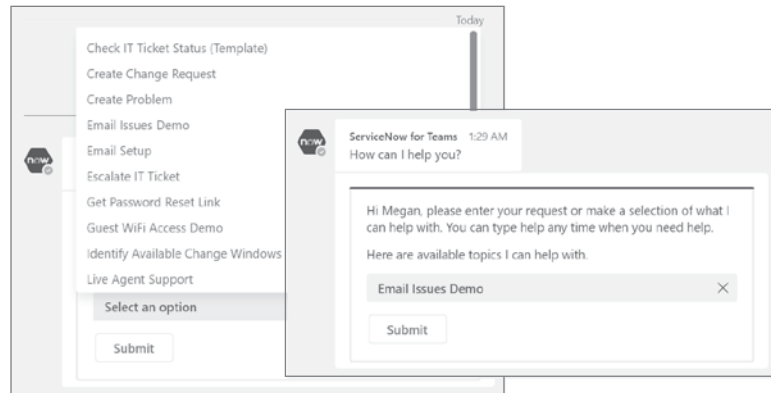 Today
Check IT Ticket Status (Template)
Create Change Request
Create Problem
Email Issues Demo
Email Setup
Escalate IT Ticket
Get Password Reset Link
Guest WiFi Access Demo
Identify Available Change Windows
Live Agent Support
Select an option
Submit
now
now
ServiceNow for Teams 1:29 AM
How can I help you?
Hi Megan, please enter your request or make a selection of what I
can help with. You can type help any time when you need help.
Here are available topics I can help with.
Email Issues Demo
Submit